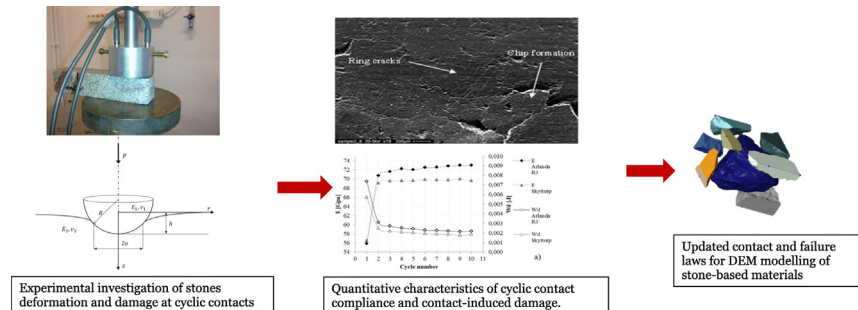 P
R
E₁, ν₁
r
E₂, ν₂
h
2a
z
Experimental investigation of stones
deformation and damage at cyclic contacts
Ring cracks
Chip formation
E [Gpa]
74
72
70
68
66
64
62
60
58
56
54
0,010
0,009
0,008
0,007
0,006
0,005
0,004
0,003
0,002
0,001
0,000
Wd [J]
0 1 2 3 4 5 6 7 8 9 10 11
Cycle number
a)
E
Arlanda
R3
E
Skyttorp
Wd
Arlanda
R3
Wd
Skyttorp
Quantitative characteristics of cyclic contact
compliance and contact-induced damage.
Updated contact and failure
laws for DEM modelling of
stone-based materials